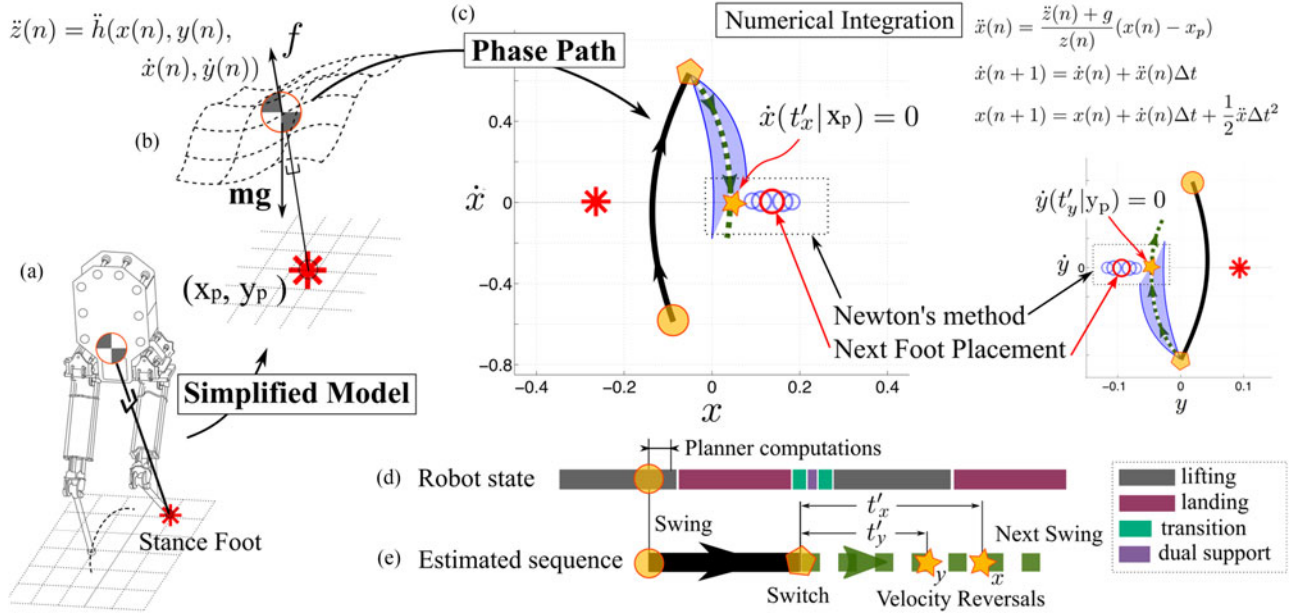 z̈(n) = ḧ(x(n), y(n),
ẋ(n), ẏ(n))
f
(b)
mg
(xp, yp)
(a)
Simplified Model
Stance Foot
(c)
Phase Path
Numerical Integration
ẍ(n) = (z̈(n) + g)/z(n) (x(n) − xp)
ẋ(n + 1) = ẋ(n) + ẍ(n)Δt
x(n + 1) = x(n) + ẋ(n)Δt + 1/2 ẍΔt²
ẋ(t′x|xp) = 0
0.4
ẋ
0
−0.4
−0.8
−0.4
0
0.2
0.4
x
ẏ(t′y|yp) = 0
ẏ
0
−0.1
0
0.1
y
Newton's method
Next Foot Placement
Planner computations
(d) Robot state
t′x
t′y
Swing
Next Swing
(e) Estimated sequence
y
x
Switch
Velocity Reversals
lifting
landing
transition
dual support